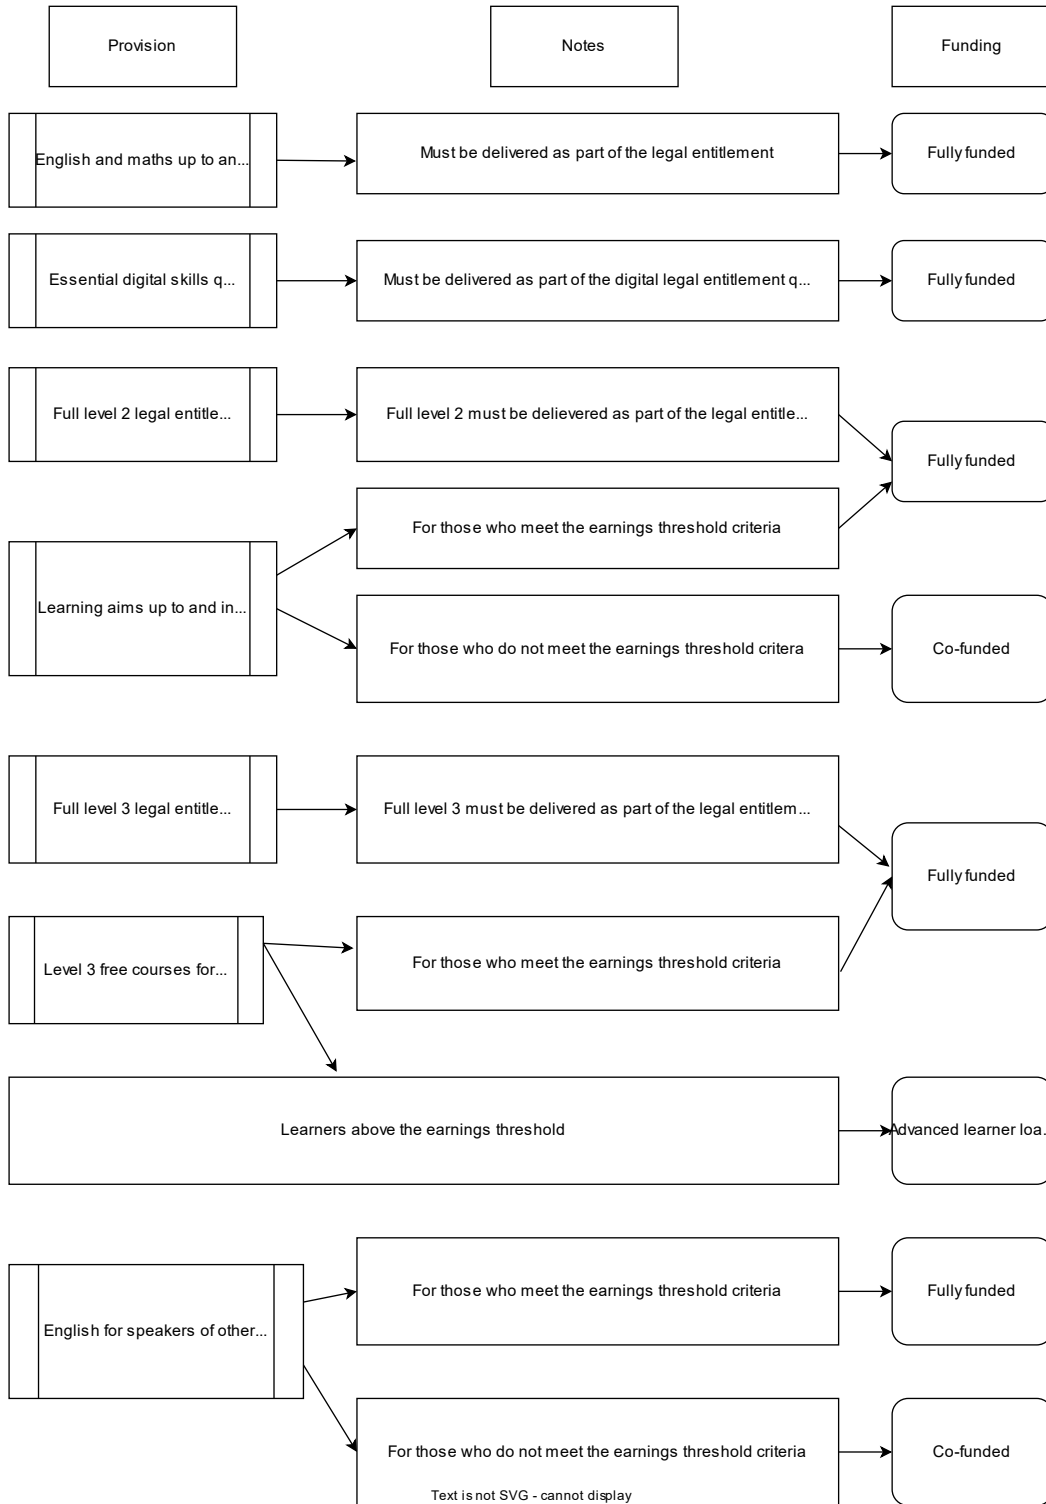 Provision
Notes
Funding
English and maths up to an...
Must be delivered as part of the legal entitlement
Fully funded
Essential digital skills q...
Must be delivered as part of the digital legal entitlement q...
Fully funded
Full level 2 legal entitle...
Full level 2 must be delievered as part of the legal entitle...
Fully funded
For those who meet the earnings threshold criteria
Learning aims up to and in...
For those who do not meet the earnings threshold critera
Co-funded
Full level 3 legal entitle...
Full level 3 must be delivered as part of the legal entitlem...
Fully funded
Level 3 free courses for...
For those who meet the earnings threshold criteria
Learners above the earnings threshold
Advanced learner loa...
For those who meet the earnings threshold criteria
Fully funded
English for speakers of other...
For those who do not meet the earnings threshold criteria
Co-funded
Text is not SVG - cannot display